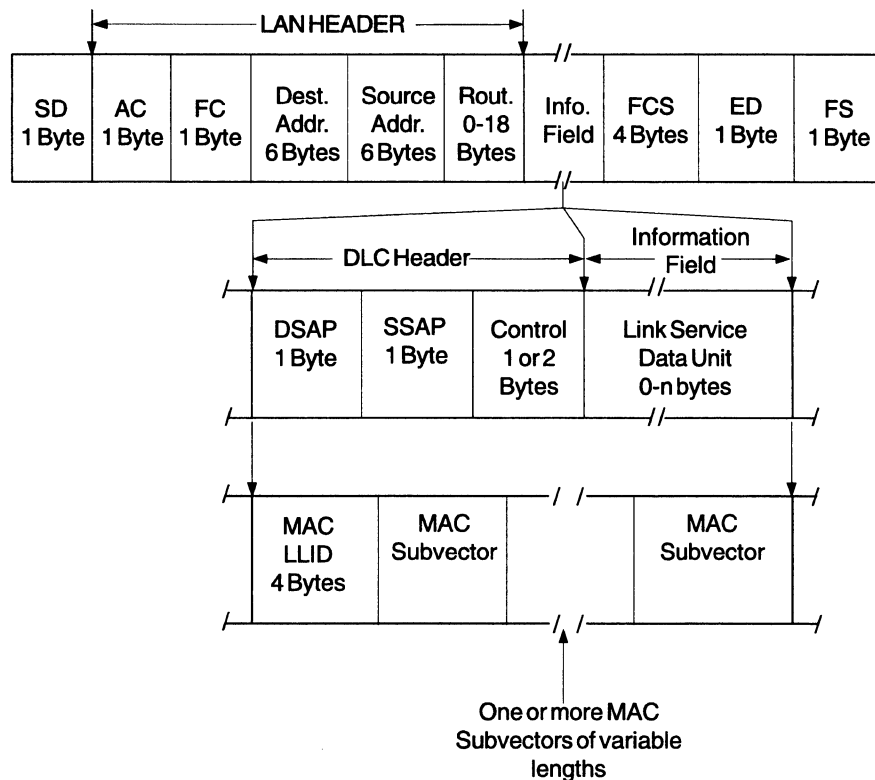 LAN HEADER
SD
1 Byte
AC
1 Byte
FC
1 Byte
Dest.
Addr.
6 Bytes
Source
Addr.
6 Bytes
Rout.
0-18
Bytes
Info.
Field
FCS
4 Bytes
ED
1 Byte
FS
1 Byte
DLC Header
Information
Field
DSAP
1 Byte
SSAP
1 Byte
Control
1 or 2
Bytes
Link Service
Data Unit
0-n bytes
MAC
LLID
4 Bytes
MAC
Subvector
MAC
Subvector
One or more MAC
Subvectors of variable
lengths